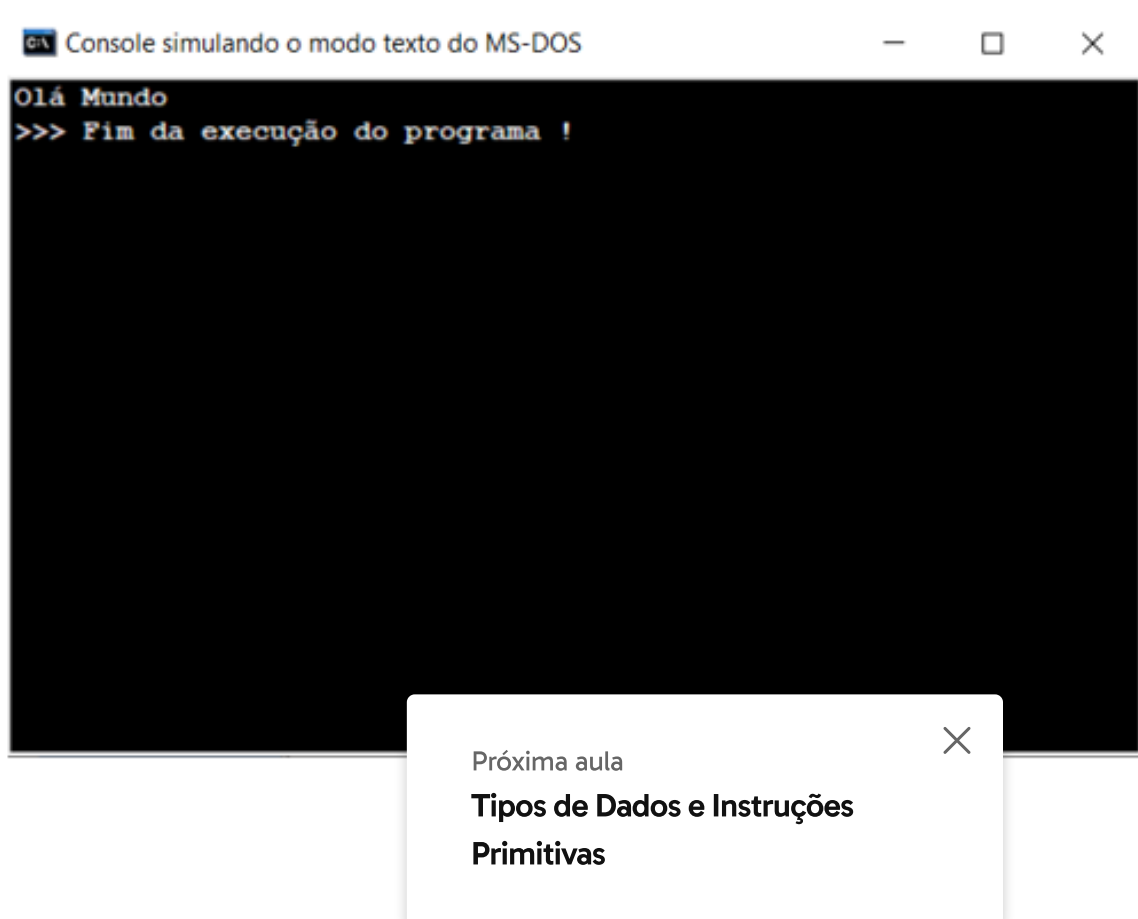 Console simulando o modo texto do MS-DOS
Olá Mundo
>>> Fim da execução do programa !
Próxima aula
Tipos de Dados e Instruções
Primitivas